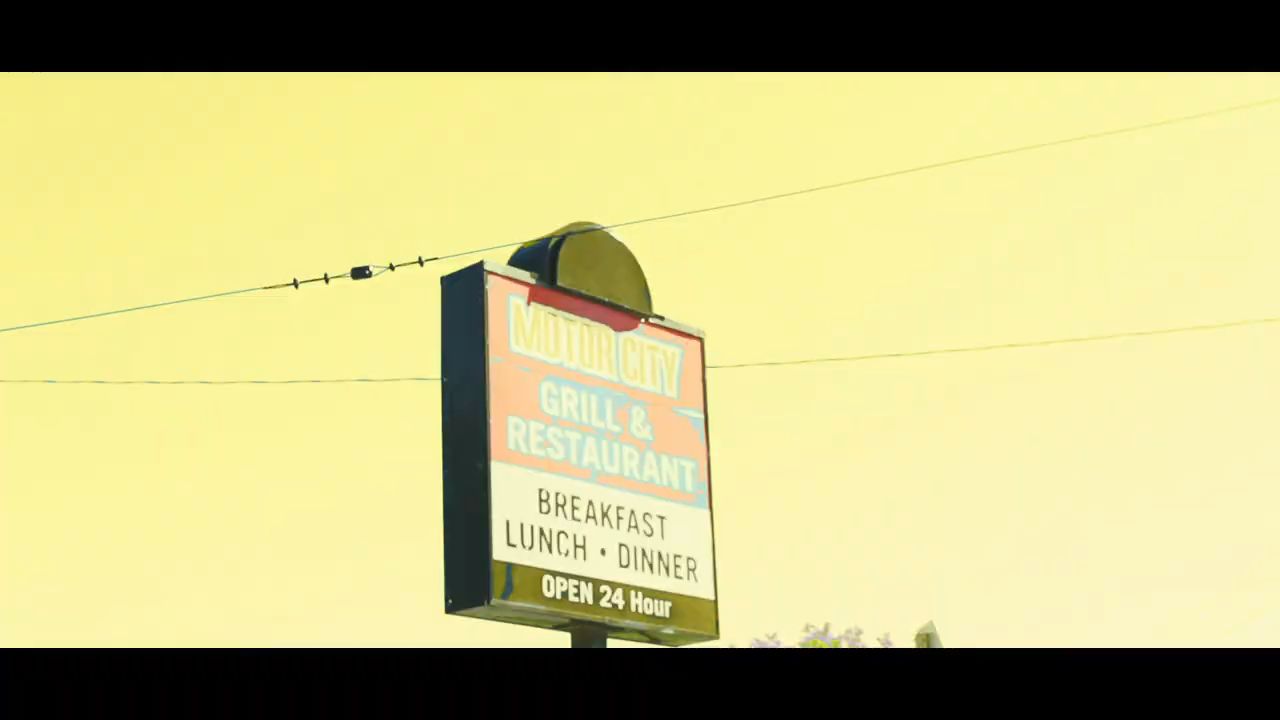 MOTOR CITY
GRILL &
RESTAURANT
BREAKFAST
LUNCH • DINNER
OPEN 24 Hour